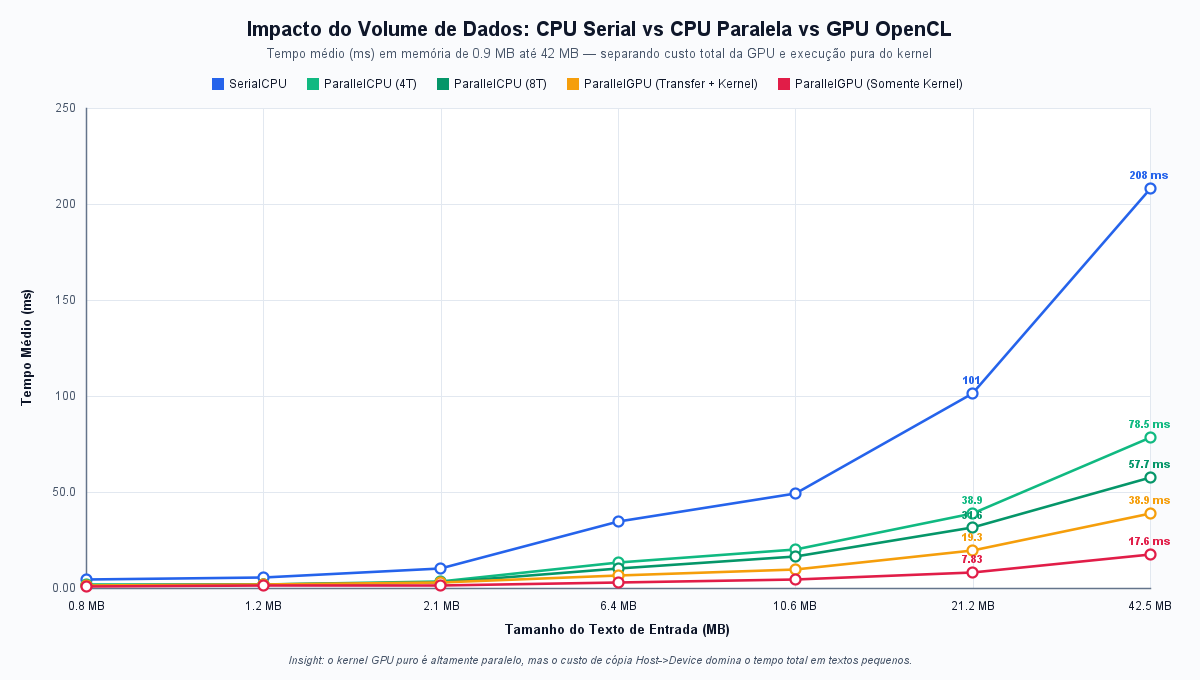 Impacto do Volume de Dados: CPU Serial vs CPU Paralela vs GPU OpenCL
Tempo médio (ms) em memória de 0.9 MB até 42 MB — separando custo total da GPU e execução pura do kernel
SerialCPU ParallelCPU (4T) ParallelCPU (8T) ParallelGPU (Transfer + Kernel) ParallelGPU (Somente Kernel)
250
200
150
100
50.0
0.00
Tempo Médio (ms)
208 ms
101
78.5 ms
57.7 ms
38.9
31.6
38.9 ms
19.3
17.6 ms
7.83
0.8 MB 1.2 MB 2.1 MB 6.4 MB 10.6 MB 21.2 MB 42.5 MB
Tamanho do Texto de Entrada (MB)
Insight: o kernel GPU puro é altamente paralelo, mas o custo de cópia Host->Device domina o tempo total em textos pequenos.